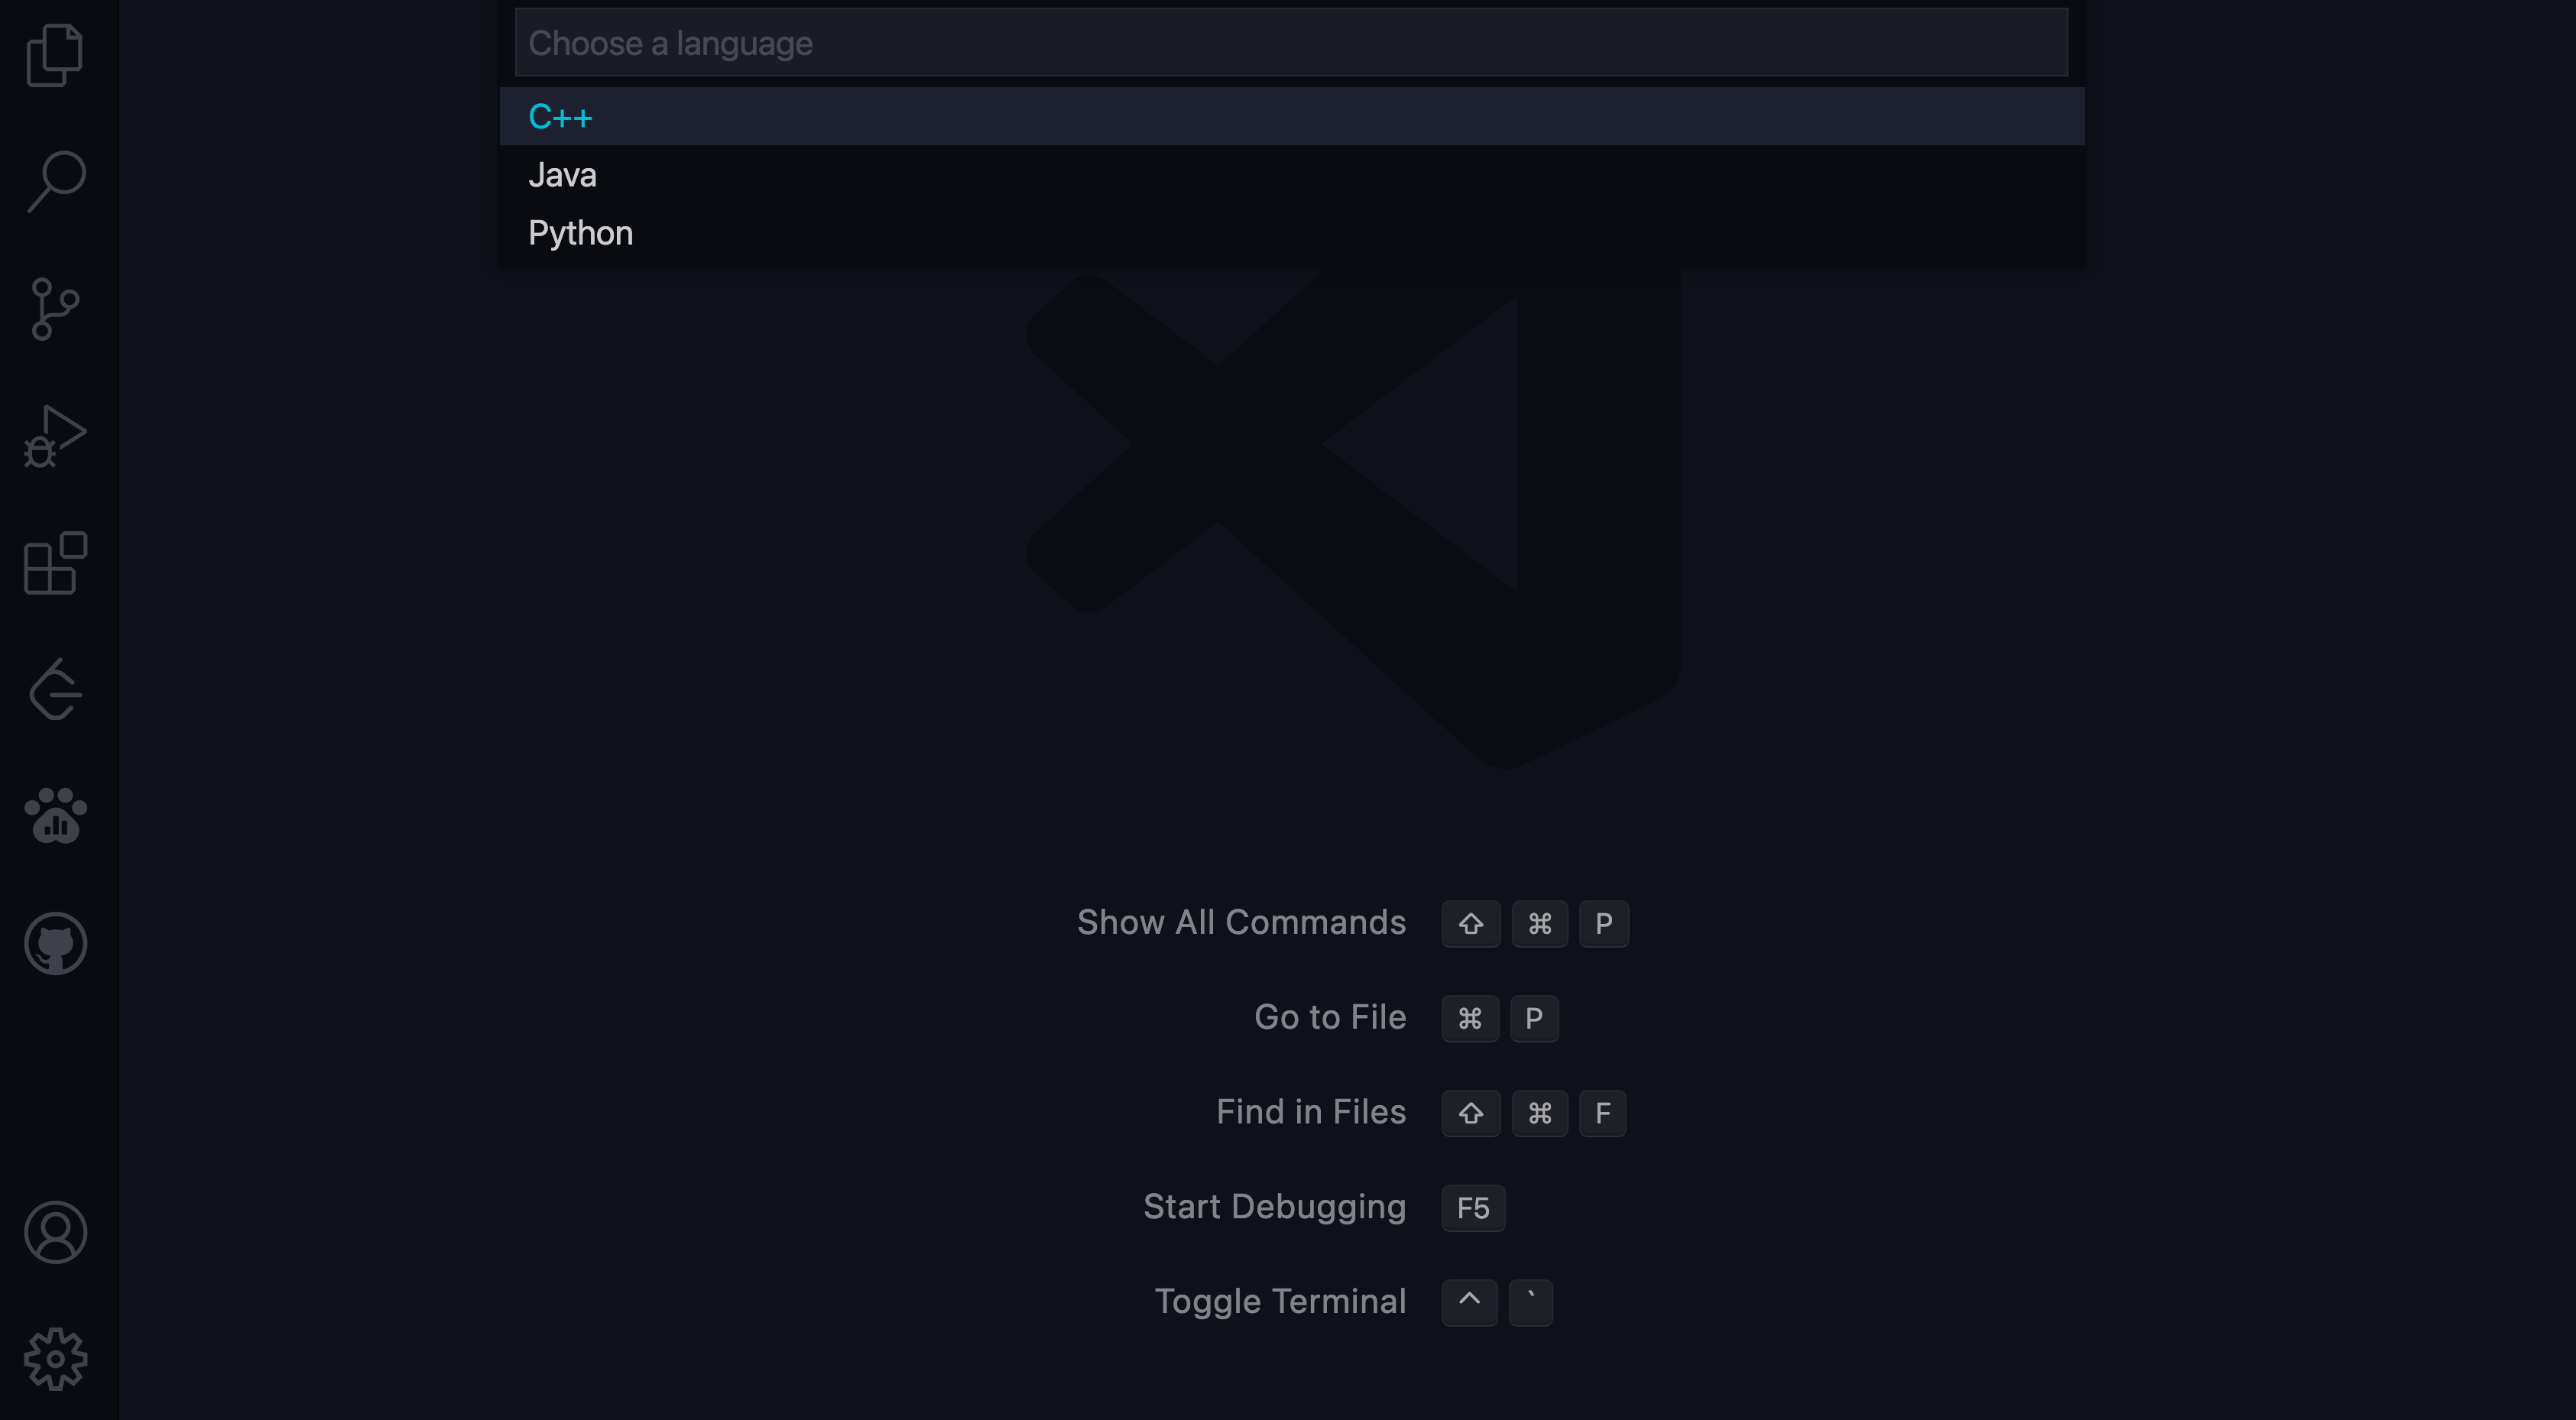 Choose a language
C++
Java
Python
Show All Commands ⇧ ⌘ P
Go to File ⌘ P
Find in Files ⇧ ⌘ F
Start Debugging F5
Toggle Terminal ^ `